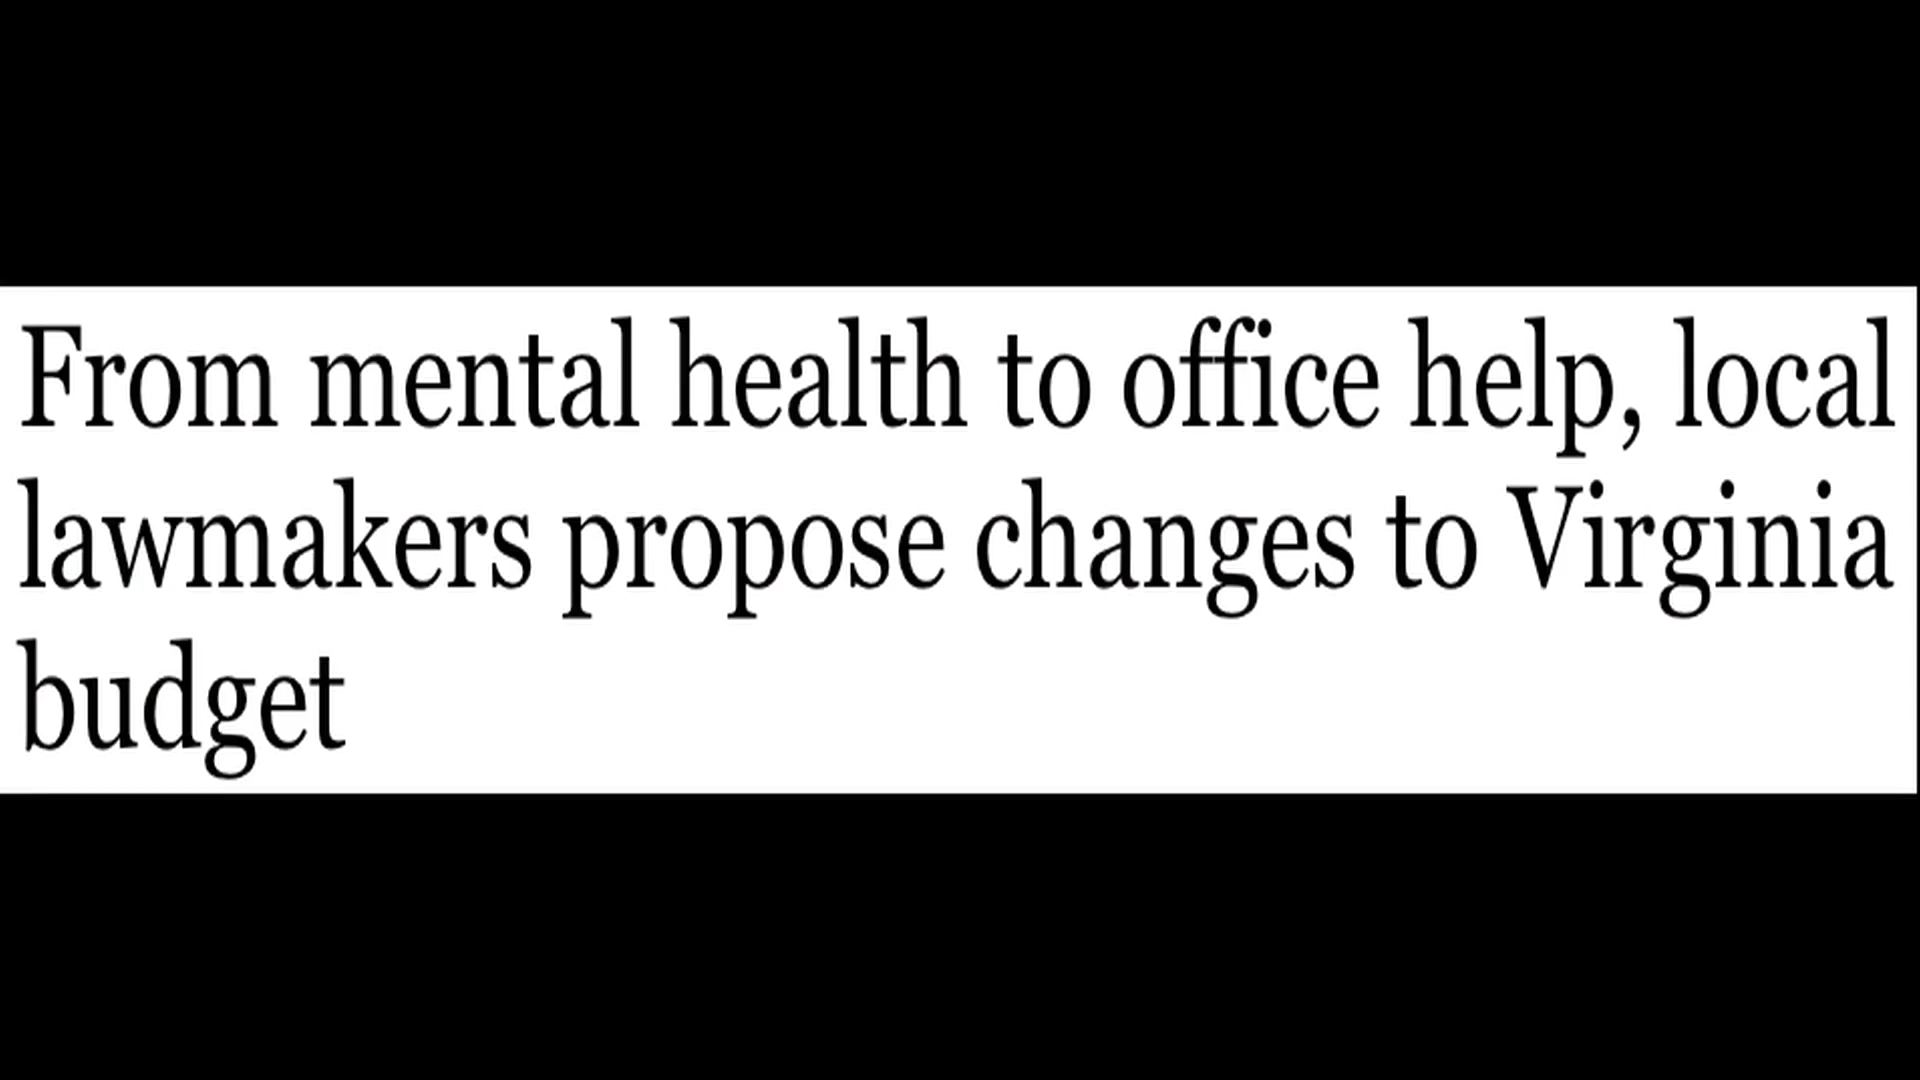 From mental health to office help, local
lawmakers propose changes to Virginia
budget